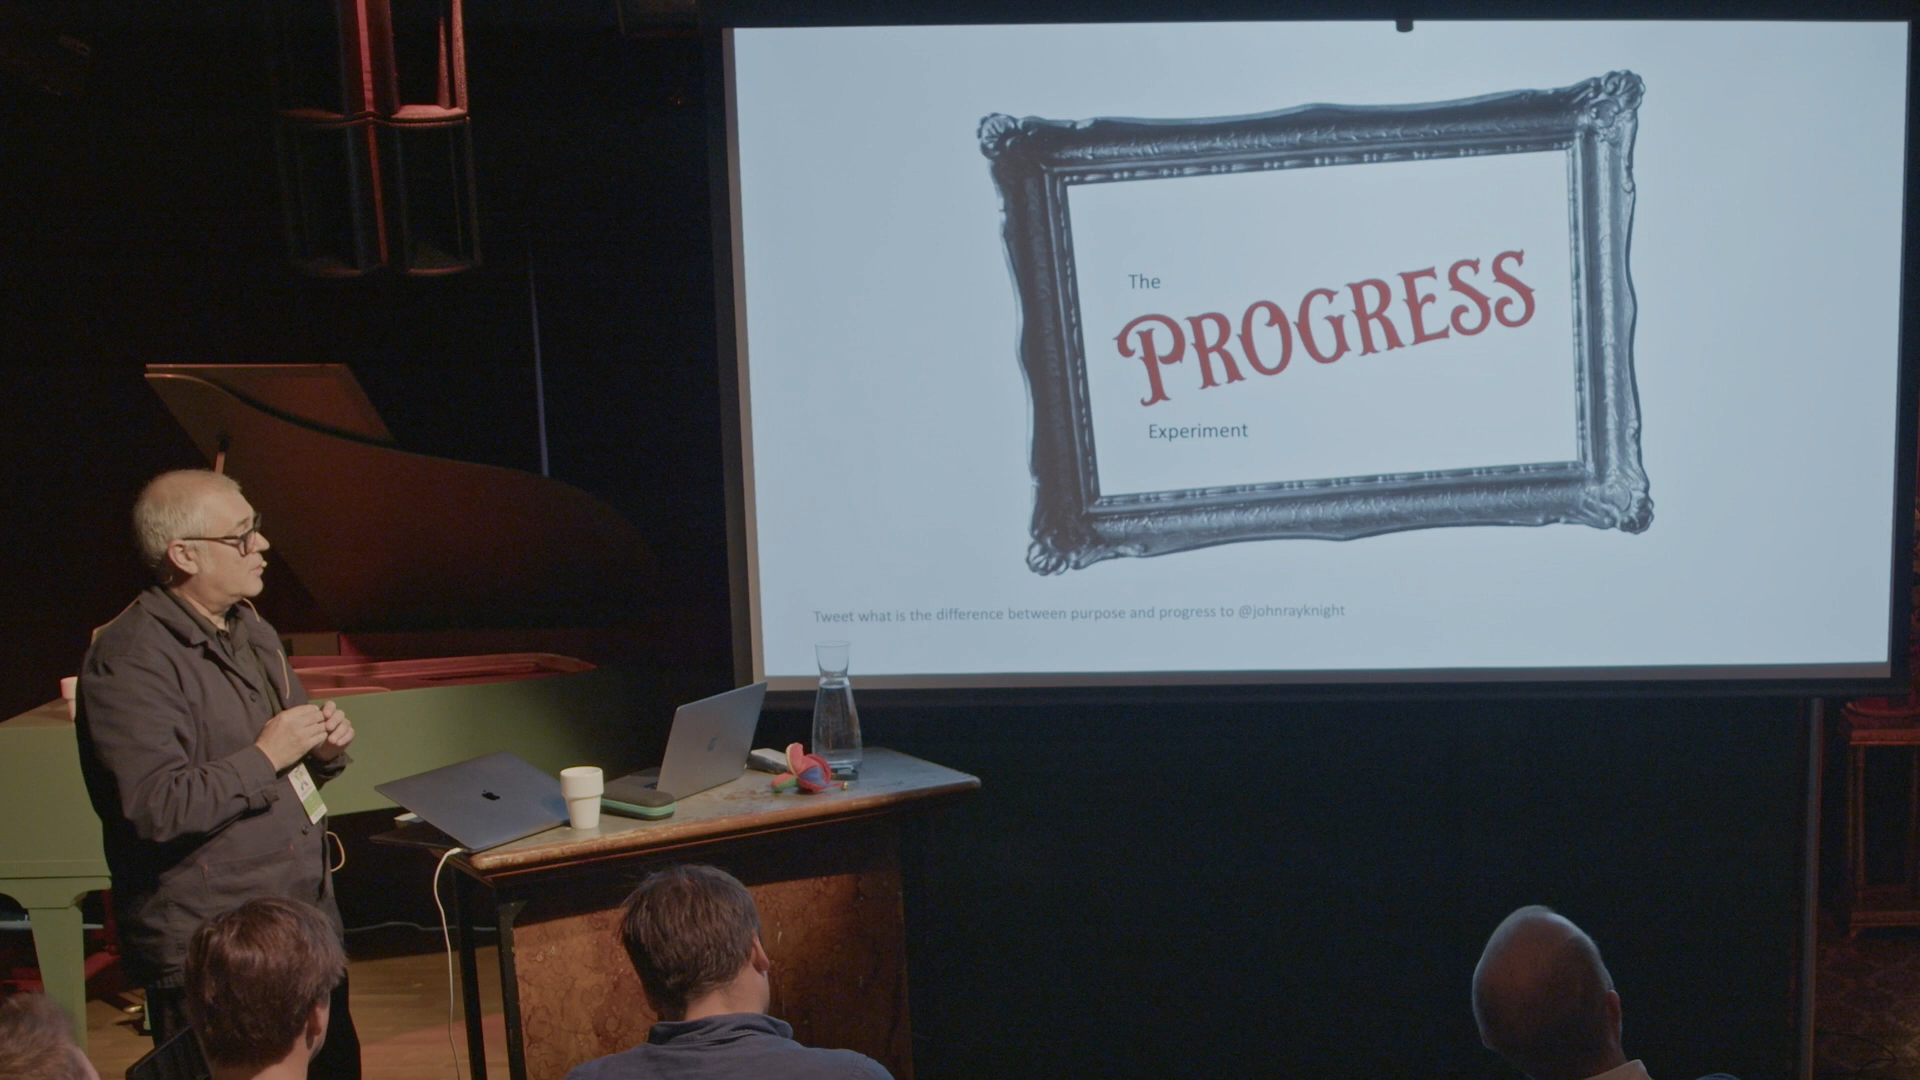 The
PROGRESS
Experiment
Tweet what is the difference between purpose and progress to @johnrayknight